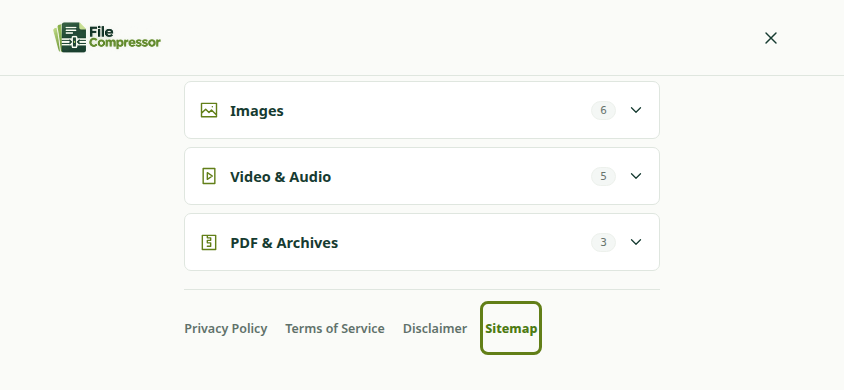 File
Compressor
Images 6
Video & Audio 5
PDF & Archives 3
Privacy Policy Terms of Service Disclaimer Sitemap